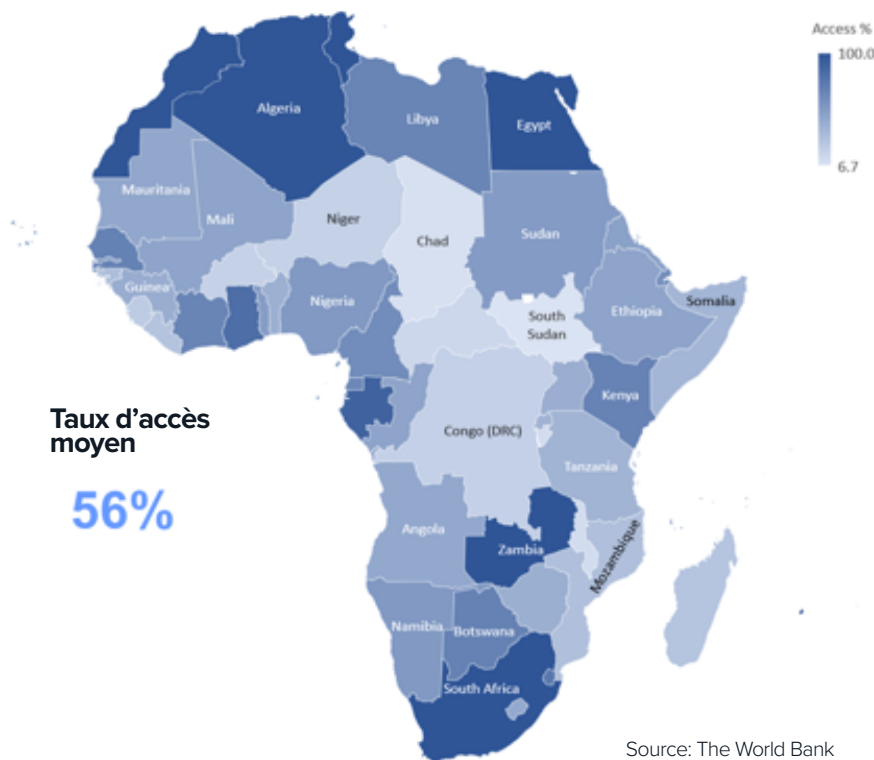 Access %
100.0
6.7
Algeria
Libya
Egypt
Mauritania
Mali
Niger
Chad
Sudan
Guinea
Nigeria
South
Sudan
Ethiopia
Somalia
Kenya
Taux d’accès
moyen
56%
Congo (DRC)
Tanzania
Angola
Zambia
Mozambique
Namibia
Botswana
South Africa
Source: The World Bank